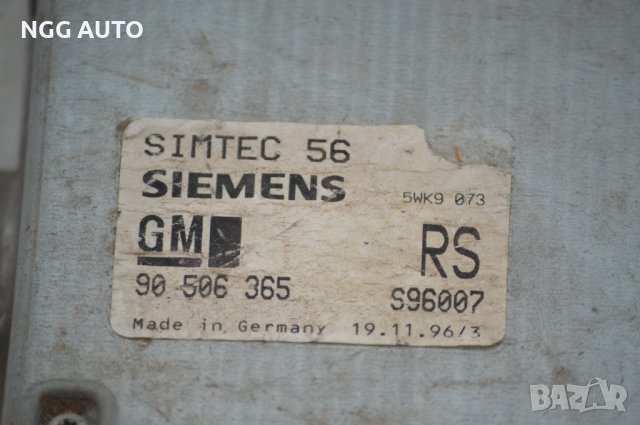 NGG AUTO
SIMTEC 56
SIEMENS 5WK9 073
GM RS
90 506 365 S96007
Made in Germany 19.11.96/3
BAZAR